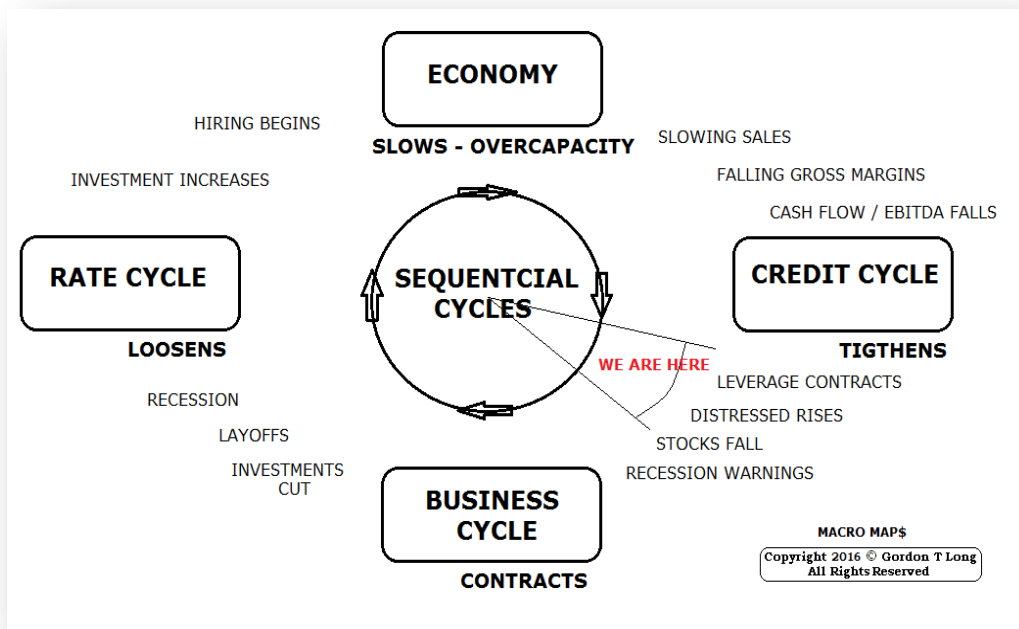 ECONOMY
SLOWS - OVERCAPACITY
HIRING BEGINS
INVESTMENT INCREASES
SLOWING SALES
FALLING GROSS MARGINS
CASH FLOW / EBITDA FALLS
RATE CYCLE
LOOSENS
SEQUENTCIAL
CYCLES
CREDIT CYCLE
TIGTHENS
WE ARE HERE
LEVERAGE CONTRACTS
DISTRESSED RISES
STOCKS FALL
RECESSION WARNINGS
RECESSION
LAYOFFS
INVESTMENTS
CUT
BUSINESS
CYCLE
CONTRACTS
MACRO MAP$
Copyright 2016 © Gordon T Long
All Rights Reserved